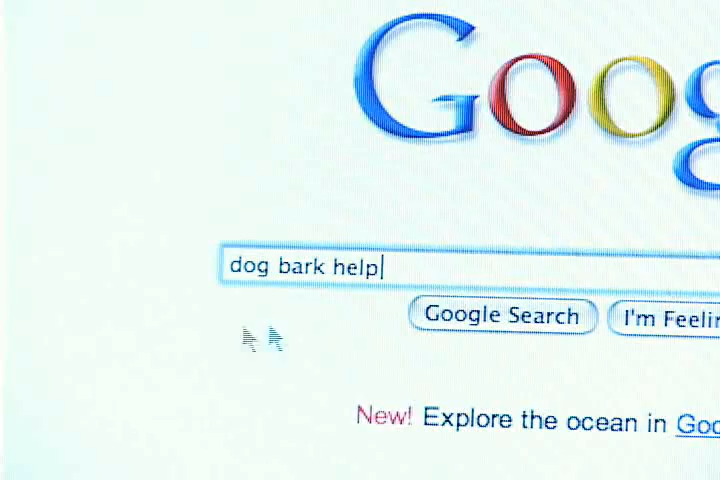 Goog
dog bark help
Google Search
I'm Feelin
New! Explore the ocean in Goo